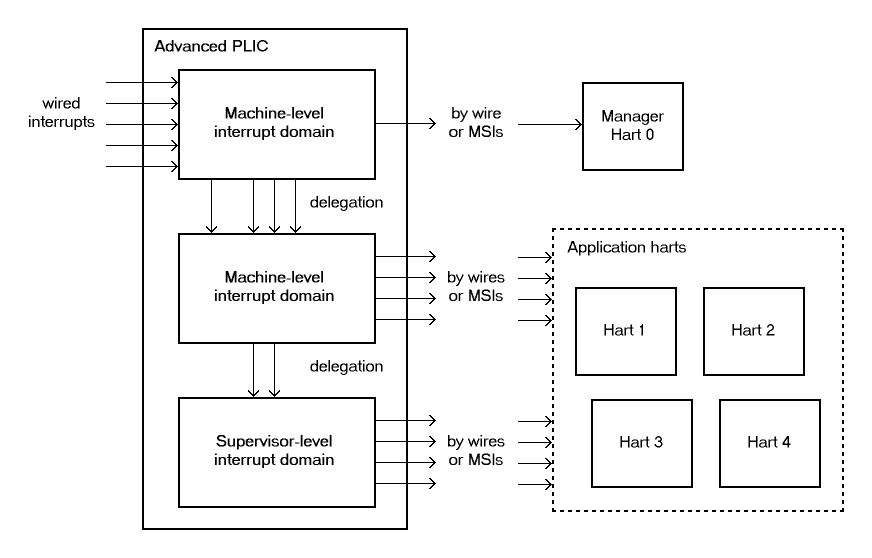 Advanced PLIC
wired
interrupts
Machine-level
interrupt domain
by wire
or MSIs
Manager
Hart 0
delegation
Machine-level
interrupt domain
by wires
or MSIs
Application harts
Hart 1
Hart 2
delegation
Supervisor-level
interrupt domain
by wires
or MSIs
Hart 3
Hart 4